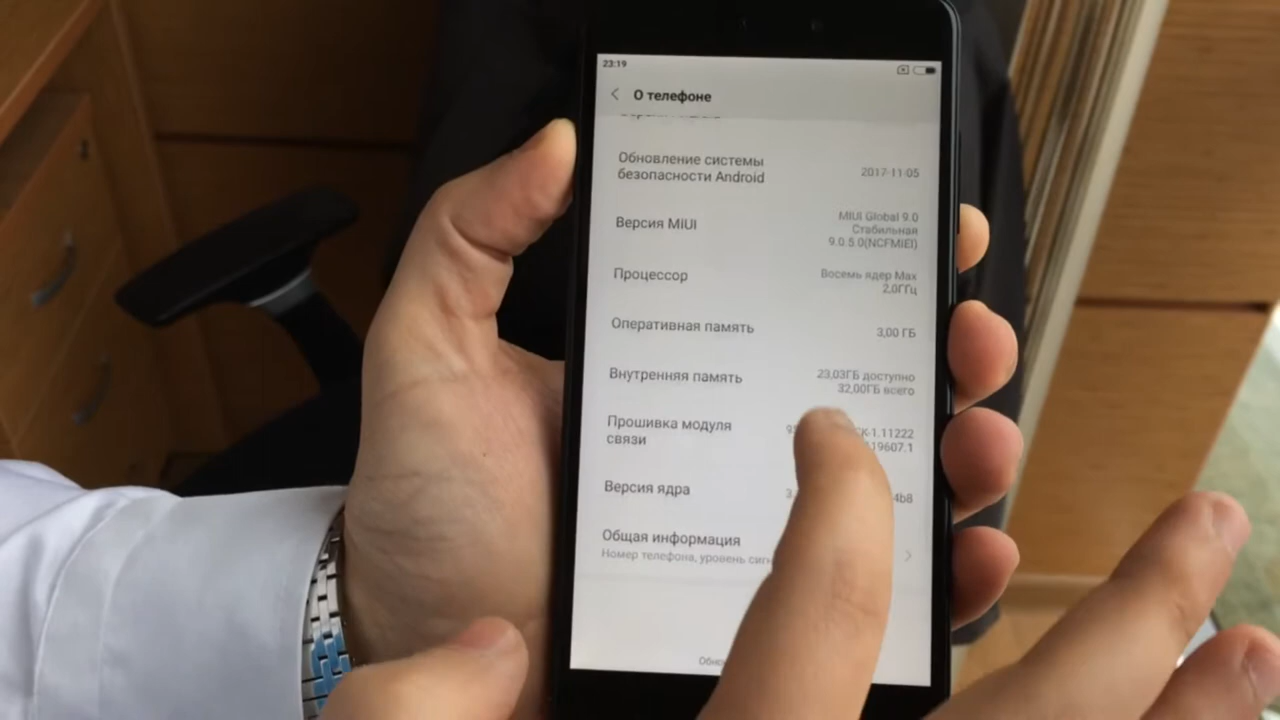 23:19
О телефоне
Обновление системы
безопасности Android
2017-11-05
Версия MIUI
MIUI Global 9.0
Стабильная
9.0.5.0(NCFMIEI)
Процессор
Восемь ядер Max
2,0ГГц
Оперативная память
3,00 ГБ
Внутренняя память
23,03ГБ доступно
32,00ГБ всего
Прошивка модуля
связи
CK-1.11222
19607.1
Версия ядра
4b8
Общая информация
Номер телефона, уровень